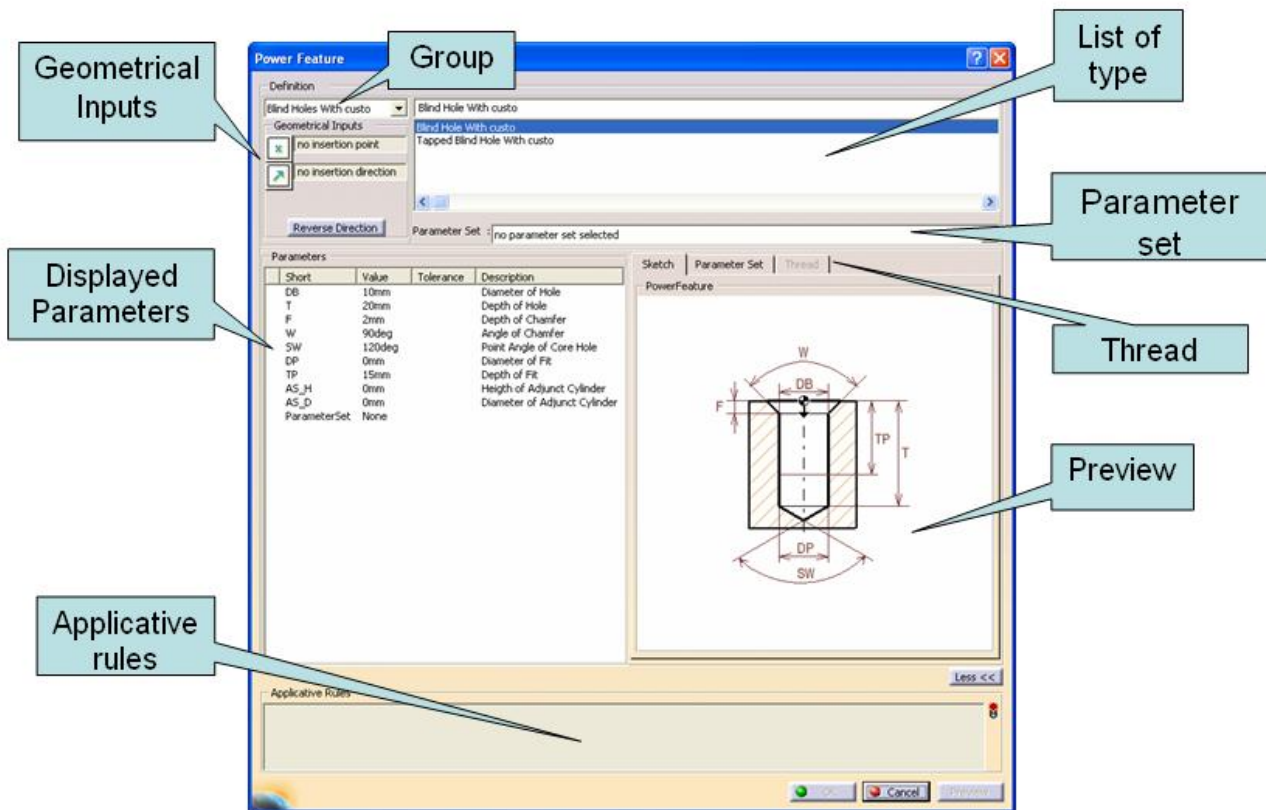 Geometrical
Inputs
Group
List of
type
Power Feature
Definition
Blind Holes With custo
Blind Hole With custo
Geometrical Inputs
Blind Hole With custo
Tapped Blind Hole With custo
x
no insertion point
no insertion direction
Parameter
set
Reverse Direction
Parameter Set : no parameter set selected
Displayed
Parameters
Parameters
Short Value Tolerance Description
DB 10mm Diameter of Hole
T 20mm Depth of Hole
F 2mm Depth of Chamfer
W 90deg Angle of Chamfer
SW 120deg Point Angle of Core Hole
DP 0mm Diameter of Fit
TP 15mm Depth of Fit
AS_H 0mm Heigth of Adjunct Cylinder
AS_D 0mm Diameter of Adjunct Cylinder
ParameterSet None
Sketch Parameter Set Thread
PowerFeature
Thread
W
DB
F
TP
T
DP
SW
Preview
Applicative
rules
Less <<
Applicative Rules
OK Cancel Preview